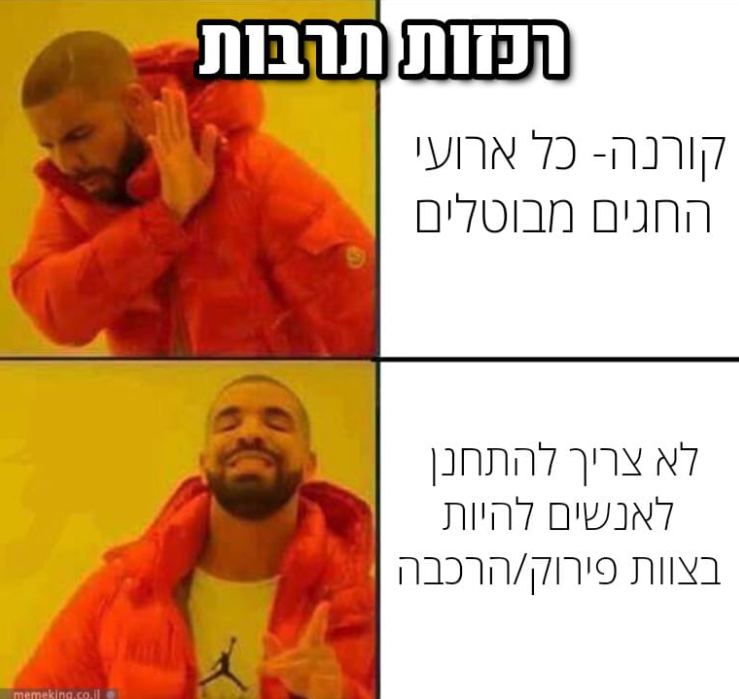 רכזות תרבות
קורנה- כל ארועי
החגים מבוטלים
לא צריך להתחנן
לאנשים להיות
בצוות פירוק/הרכבה
memeking.co.il